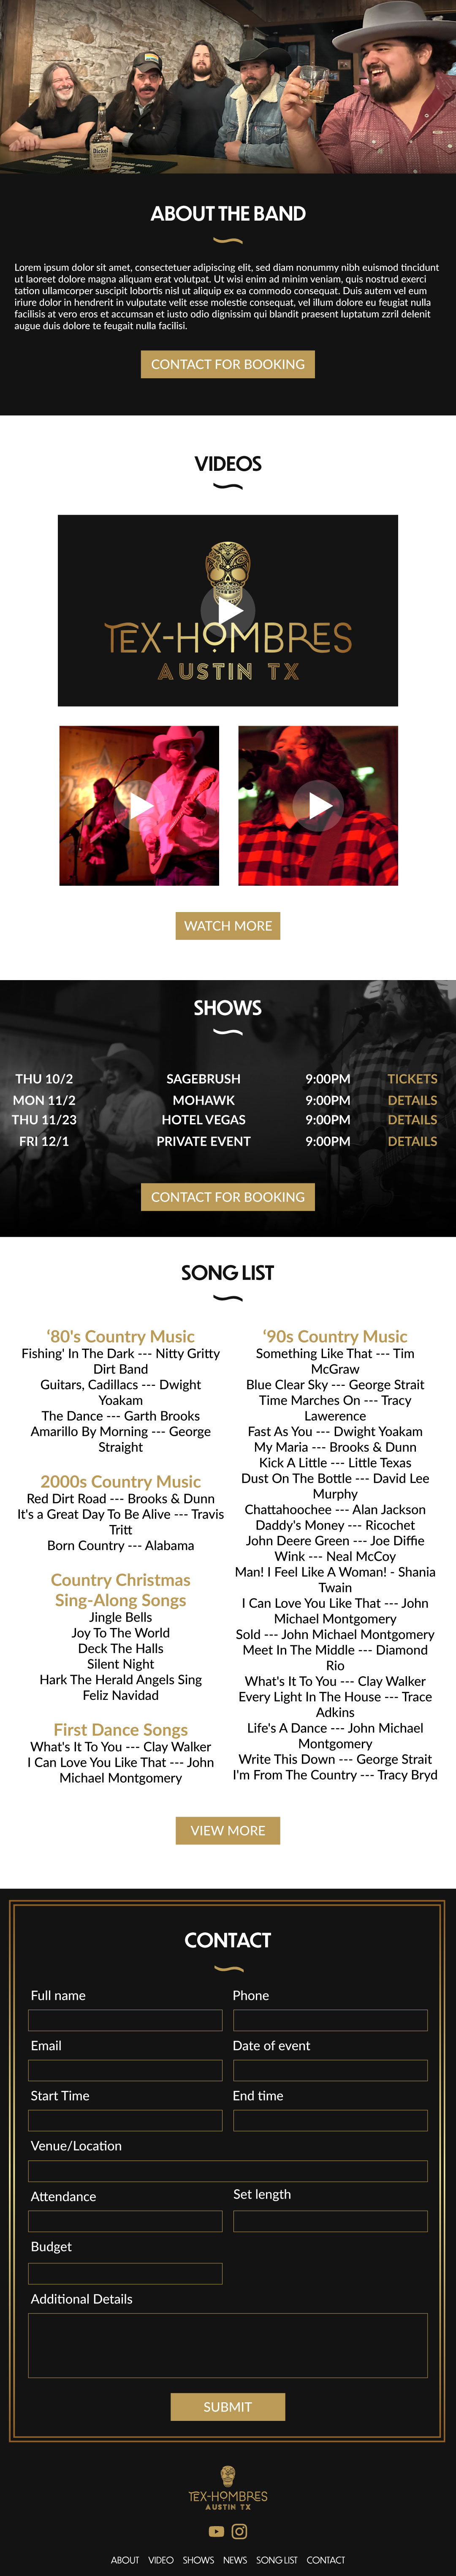 Dickel
ABOUT THE BAND
Lorem ipsum dolor sit amet, consectetuer adipiscing elit, sed diam nonummy nibh euismod tincidunt
ut laoreet dolore magna aliquam erat volutpat. Ut wisi enim ad minim veniam, quis nostrud exerci
tation ullamcorper suscipit lobortis nisl ut aliquip ex ea commodo consequat. Duis autem vel eum
iriure dolor in hendrerit in vulputate velit esse molestie consequat, vel illum dolore eu feugiat nulla
facilisis at vero eros et accumsan et iusto odio dignissim qui blandit praesent luptatum zzril delenit
augue duis dolore te feugait nulla facilisi.
CONTACT FOR BOOKING
VIDEOS
TEX-HOMBRES
AUSTIN TX
WATCH MORE
SHOWS
THU 10/2 SAGEBRUSH 9:00PM TICKETS
MON 11/2 MOHAWK 9:00PM DETAILS
THU 11/23 HOTEL VEGAS 9:00PM DETAILS
FRI 12/1 PRIVATE EVENT 9:00PM DETAILS
CONTACT FOR BOOKING
SONG LIST
‘80's Country Music
Fishing' In The Dark --- Nitty Gritty
Dirt Band
Guitars, Cadillacs --- Dwight
Yoakam
The Dance --- Garth Brooks
Amarillo By Morning --- George
Straight
2000s Country Music
Red Dirt Road --- Brooks & Dunn
It's a Great Day To Be Alive --- Travis
Tritt
Born Country --- Alabama
Country Christmas
Sing-Along Songs
Jingle Bells
Joy To The World
Deck The Halls
Silent Night
Hark The Herald Angels Sing
Feliz Navidad
First Dance Songs
What's It To You --- Clay Walker
I Can Love You Like That --- John
Michael Montgomery
‘90s Country Music
Something Like That --- Tim
McGraw
Blue Clear Sky --- George Strait
Time Marches On --- Tracy
Lawerence
Fast As You --- Dwight Yoakam
My Maria --- Brooks & Dunn
Kick A Little --- Little Texas
Dust On The Bottle --- David Lee
Murphy
Chattahoochee --- Alan Jackson
Daddy's Money --- Ricochet
John Deere Green --- Joe Diffie
Wink --- Neal McCoy
Man! I Feel Like A Woman! - Shania
Twain
I Can Love You Like That --- John
Michael Montgomery
Sold --- John Michael Montgomery
Meet In The Middle --- Diamond
Rio
What's It To You --- Clay Walker
Every Light In The House --- Trace
Adkins
Life's A Dance --- John Michael
Montgomery
Write This Down --- George Strait
I'm From The Country --- Tracy Bryd
VIEW MORE
CONTACT
Full name Phone
Email Date of event
Start Time End time
Venue/Location
Attendance Set length
Budget
Additional Details
SUBMIT
TEX-HOMBRES
AUSTIN TX
ABOUT VIDEO SHOWS NEWS SONG LIST CONTACT